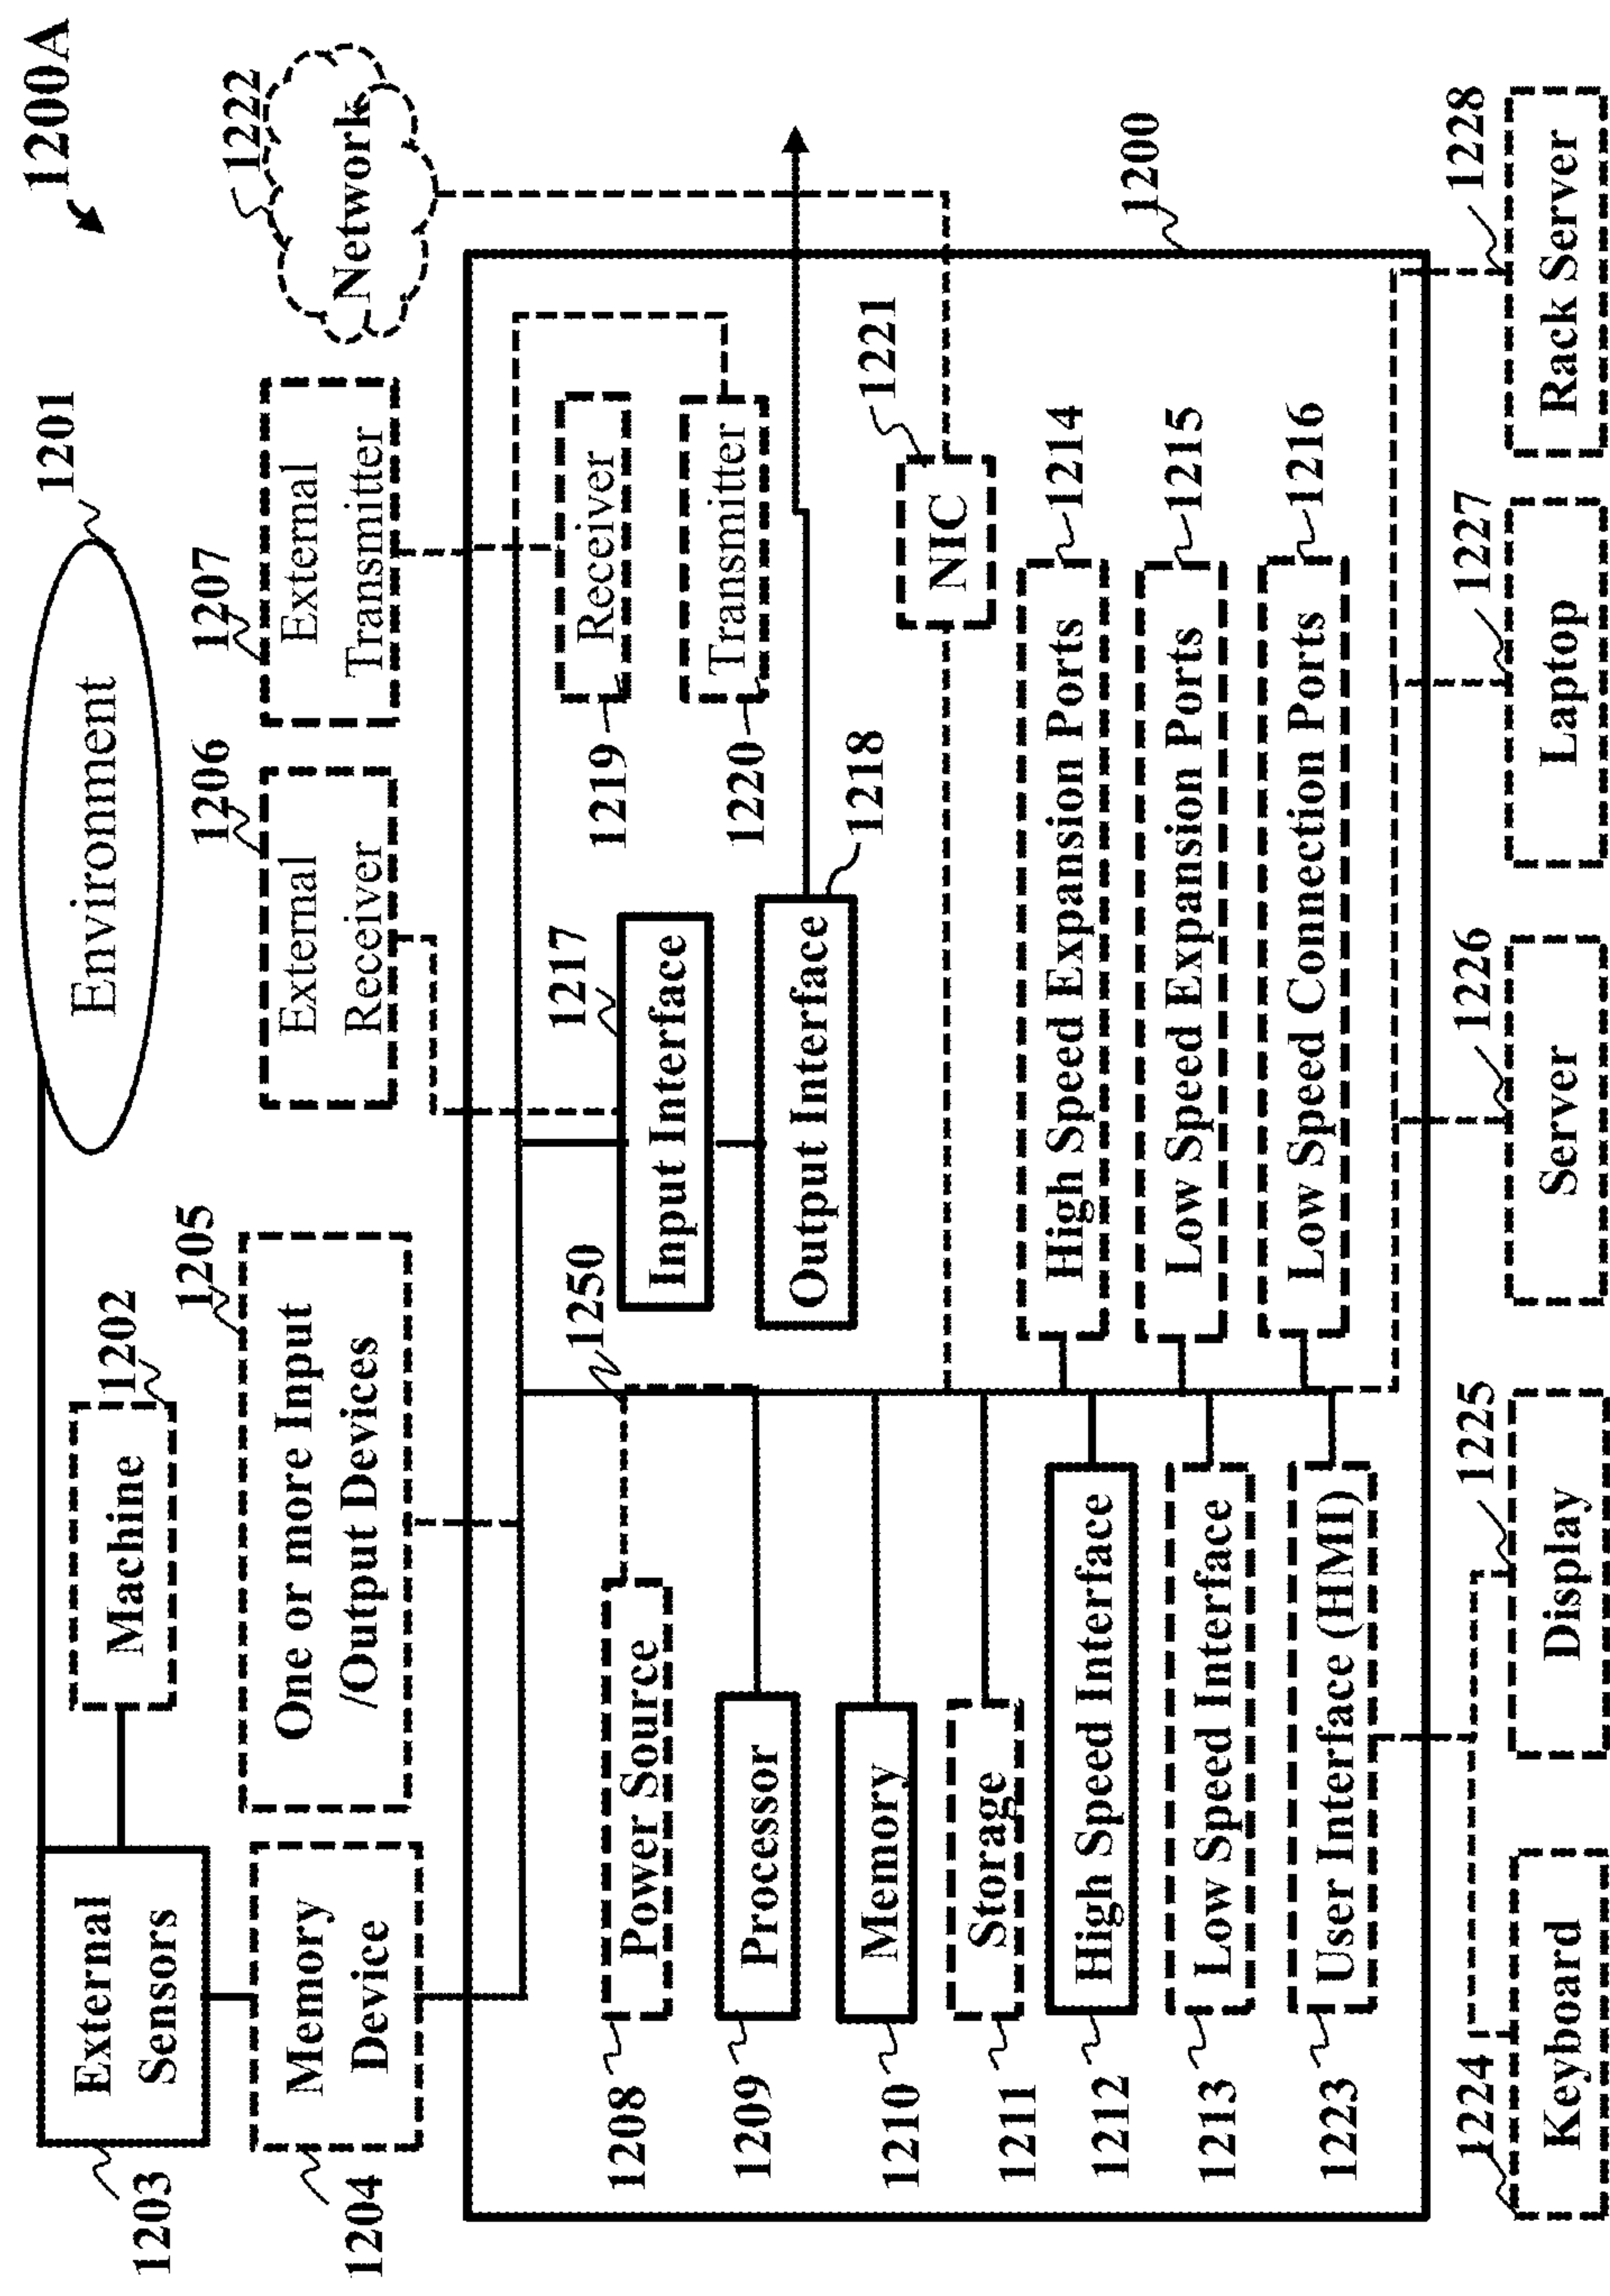 1200A
Environment
1201
Machine
1202
External
Sensors
1203
Memory
Device
1204
One or more Input
/Output Devices
1205
External
Receiver
1206
External
Transmitter
1207
Network
1222
1200
1250
Power Source
1208
Processor
1209
Memory
1210
Storage
1211
High Speed Interface
1212
Low Speed Interface
1213
User Interface (HMI)
1223
Input Interface
1217
Output Interface
1218
Receiver
1219
Transmitter
1220
NIC
1221
High Speed Expansion Ports
1214
Low Speed Expansion Ports
1215
Low Speed Connection Ports
1216
Keyboard
1224
Display
1225
Server
1226
Laptop
1227
Rack Server
1228